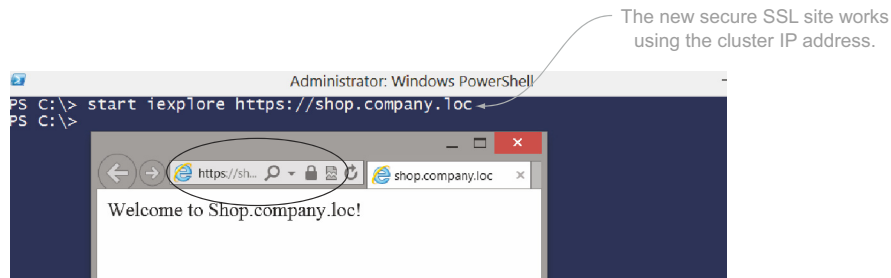 The new secure SSL site works
using the cluster IP address.
Administrator: Windows PowerShell
PS C:\> start iexplore https://shop.company.loc
PS C:\>
https://sh...
shop.company.loc
Welcome to Shop.company.loc!